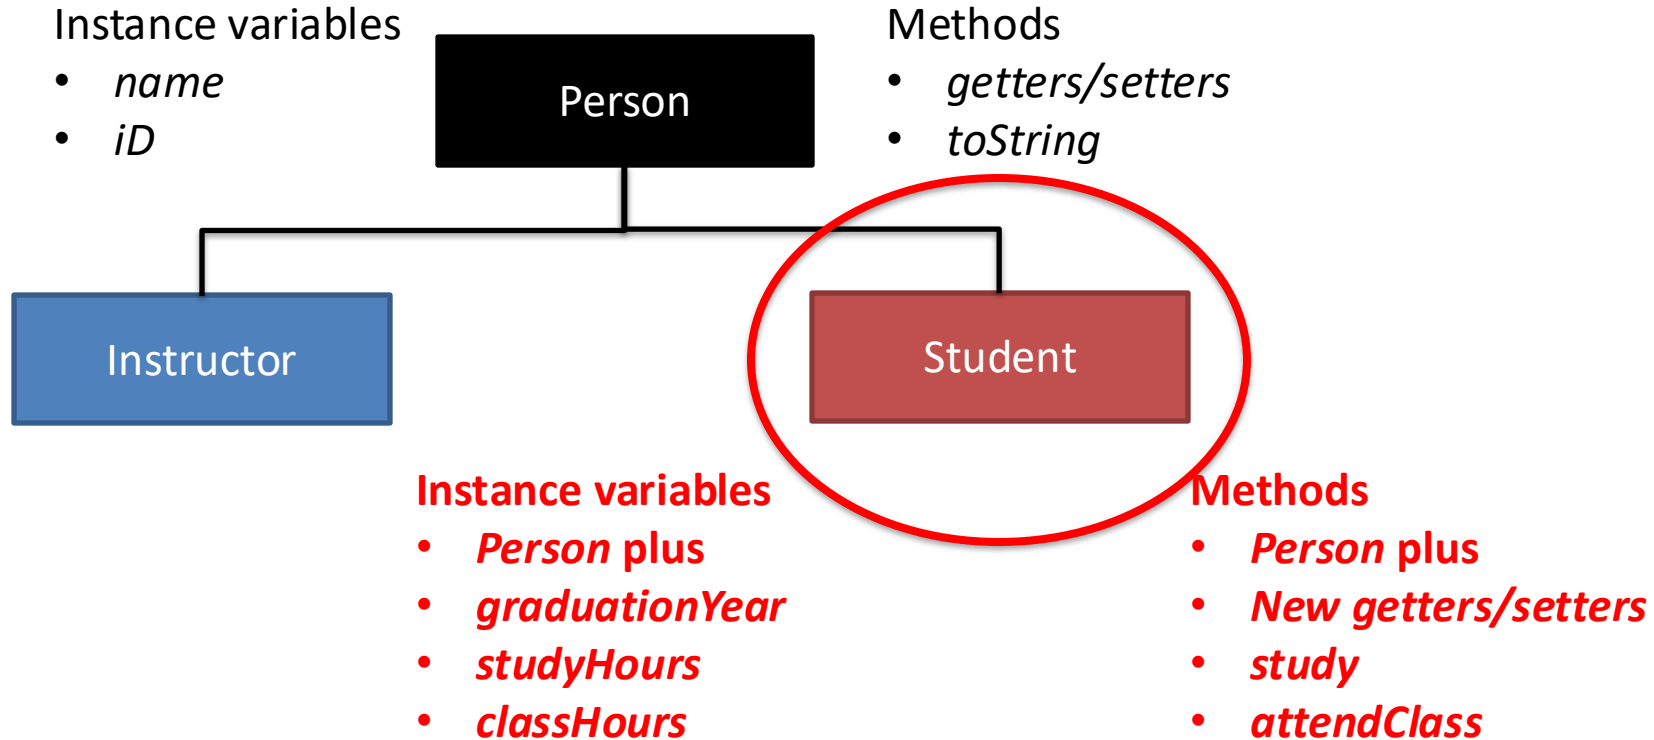 Instance variables
• name
• iD
Person
Methods
• getters/setters
• toString
Instructor
Student
Instance variables
• Person plus
• graduationYear
• studyHours
• classHours
Methods
• Person plus
• New getters/setters
• study
• attendClass